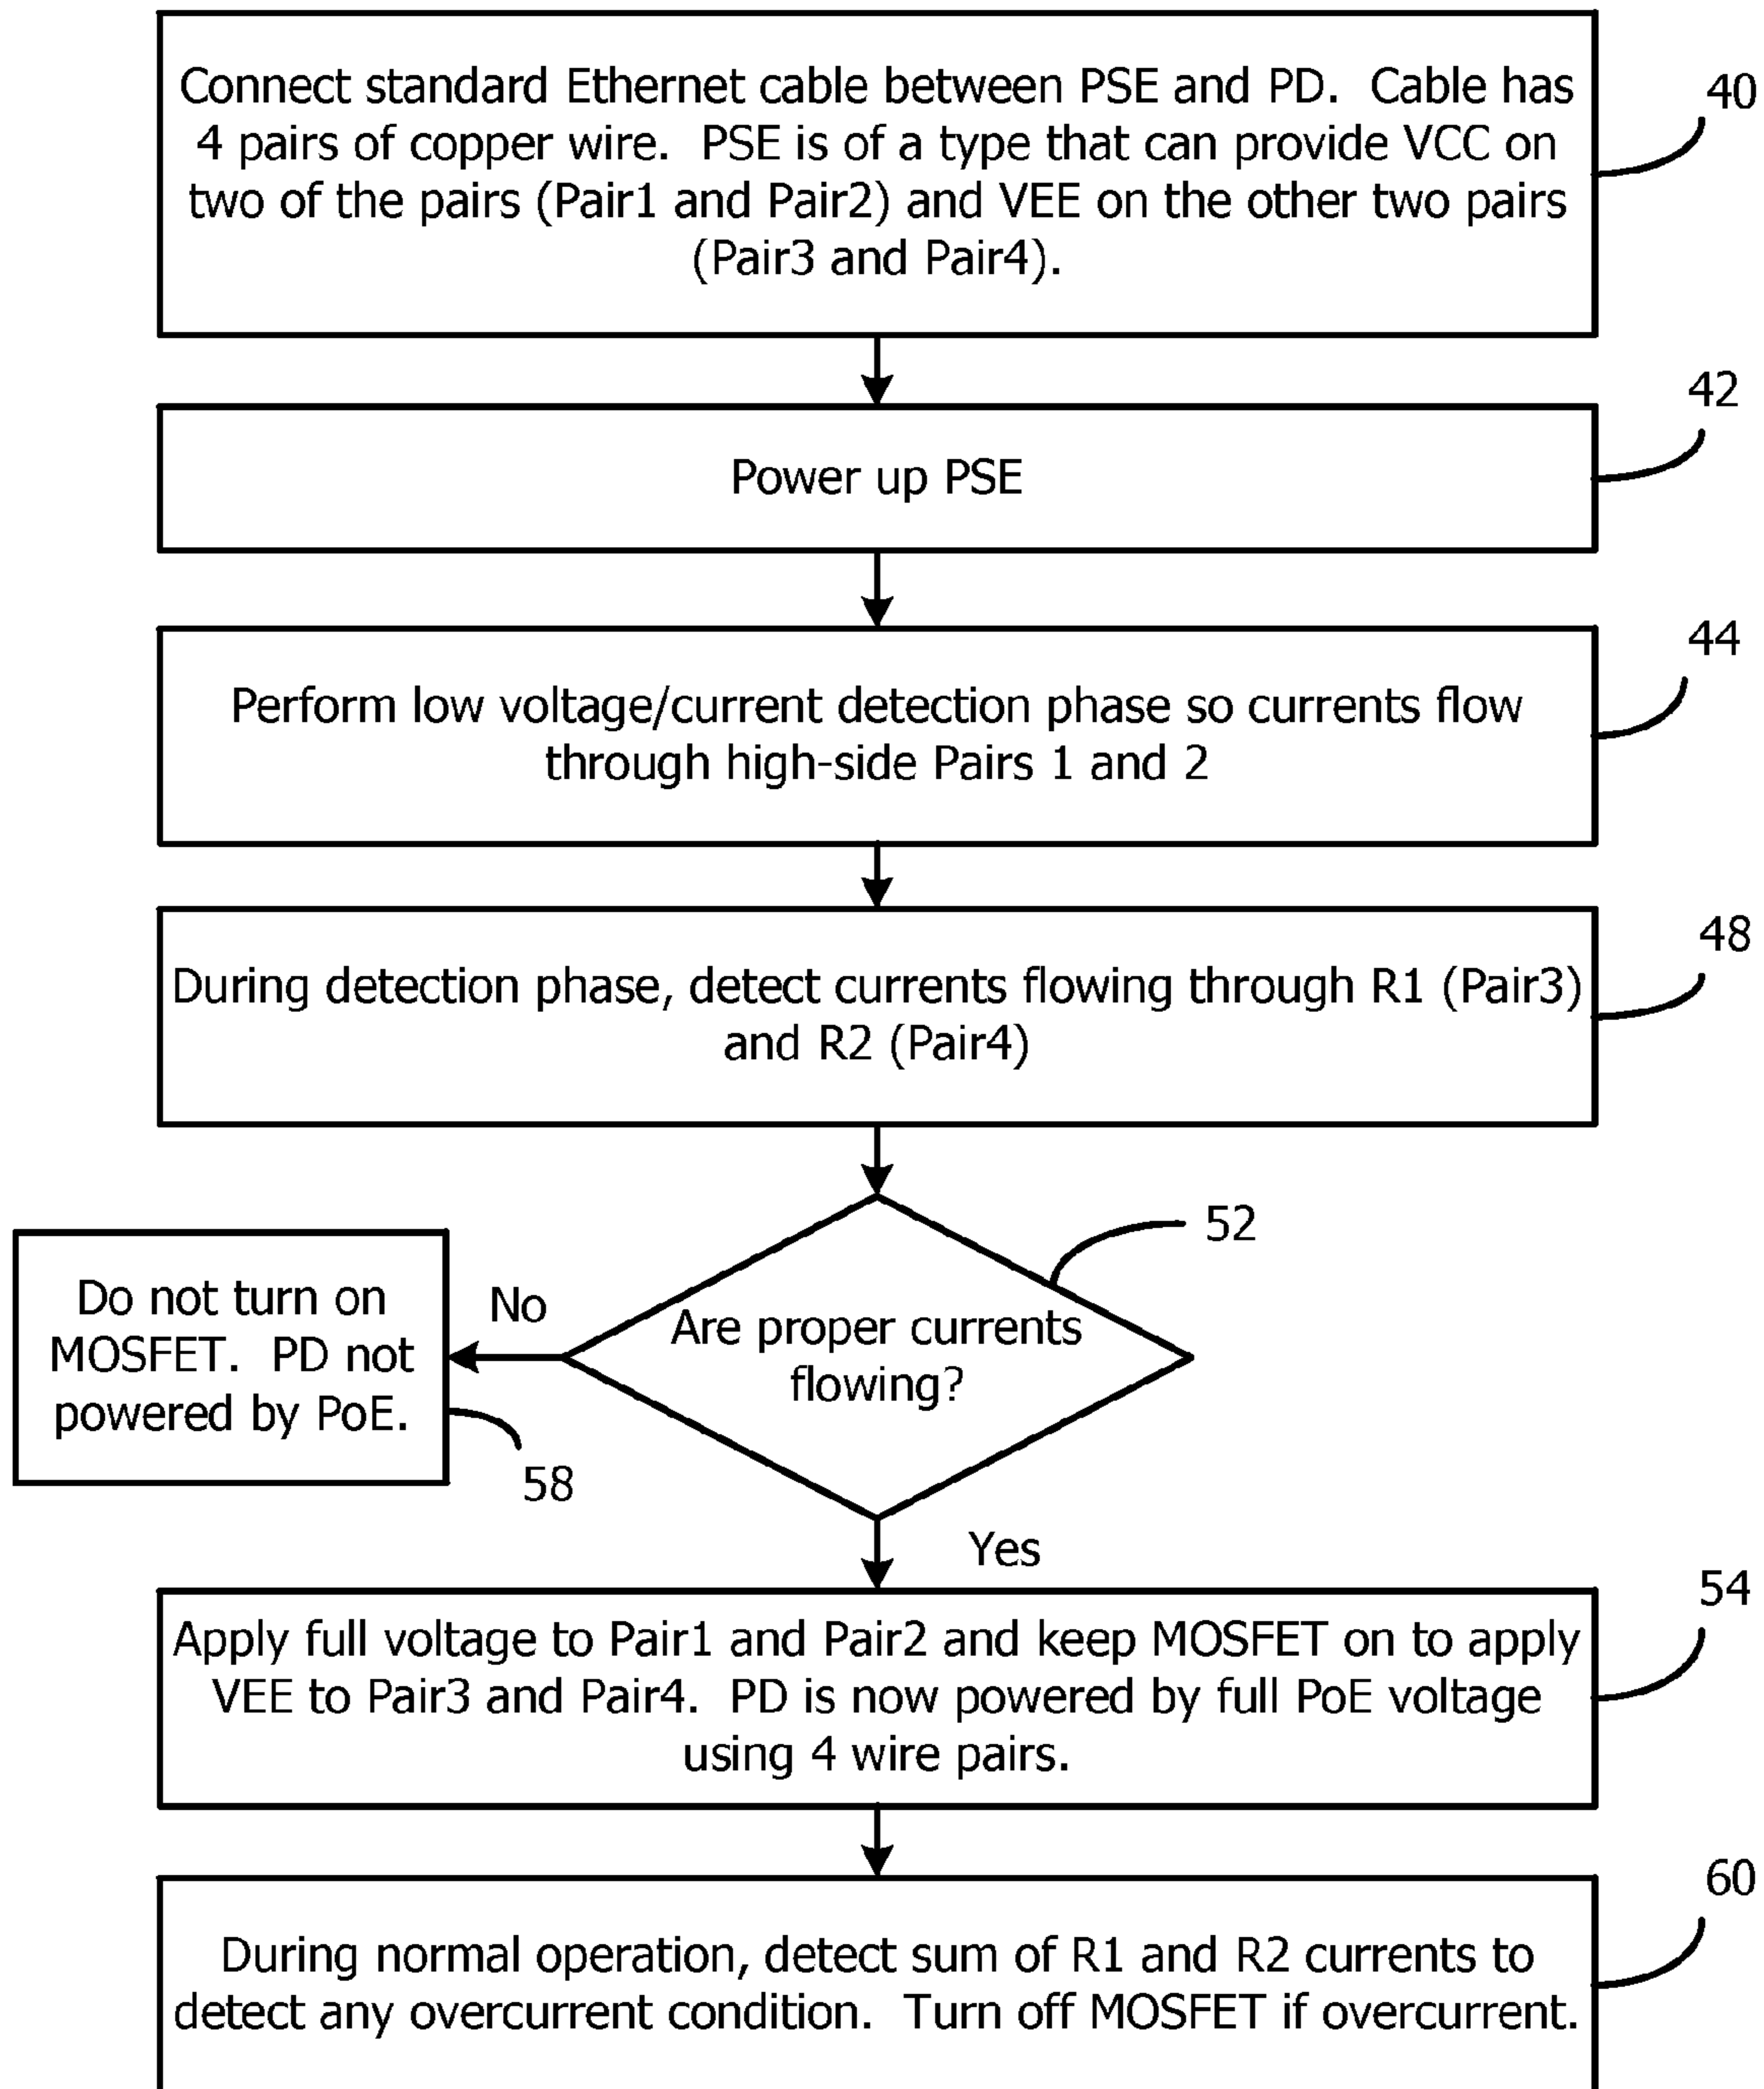 Connect standard Ethernet cable between PSE and PD. Cable has
4 pairs of copper wire. PSE is of a type that can provide VCC on
two of the pairs (Pair1 and Pair2) and VEE on the other two pairs
(Pair3 and Pair4).
40
Power up PSE
42
Perform low voltage/current detection phase so currents flow
through high-side Pairs 1 and 2
44
During detection phase, detect currents flowing through R1 (Pair3)
and R2 (Pair4)
48
Are proper currents
flowing?
52
No
Do not turn on
MOSFET. PD not
powered by PoE.
58
Yes
Apply full voltage to Pair1 and Pair2 and keep MOSFET on to apply
VEE to Pair3 and Pair4. PD is now powered by full PoE voltage
using 4 wire pairs.
54
During normal operation, detect sum of R1 and R2 currents to
detect any overcurrent condition. Turn off MOSFET if overcurrent.
60